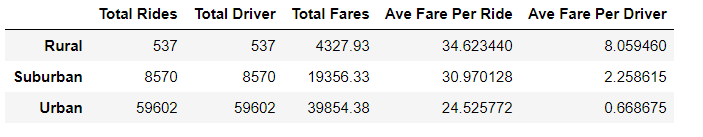 Total Rides Total Driver Total Fares Ave Fare Per Ride Ave Fare Per Driver
Rural 537 537 4327.93 34.623440 8.059460
Suburban 8570 8570 19356.33 30.970128 2.258615
Urban 59602 59602 39854.38 24.525772 0.668675